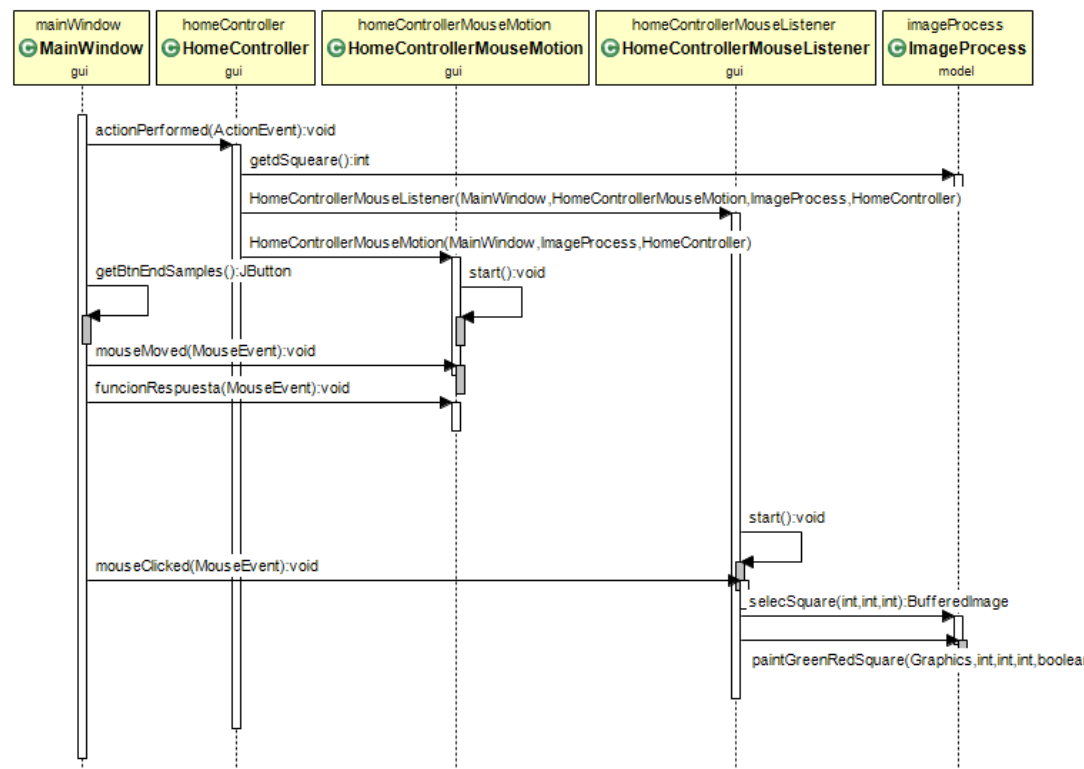 mainWindow
MainWindow
gui
homeController
HomeController
gui
homeControllerMouseMotion
HomeControllerMouseMotion
gui
homeControllerMouseListener
HomeControllerMouseListener
gui
imageProcess
ImageProcess
model
actionPerformed(ActionEvent):void
getdSqueare():int
HomeControllerMouseListener(MainWindow,HomeControllerMouseMotion,ImageProcess,HomeController)
HomeControllerMouseMotion(MainWindow,ImageProcess,HomeController)
getBtnEndSamples():JButton
start():void
mouseMoved(MouseEvent):void
funcionRespuesta(MouseEvent):void
start():void
mouseClicked(MouseEvent):void
selecSquare(int,int,int):BufferedImage
paintGreenRedSquare(Graphics,int,int,int,boolean